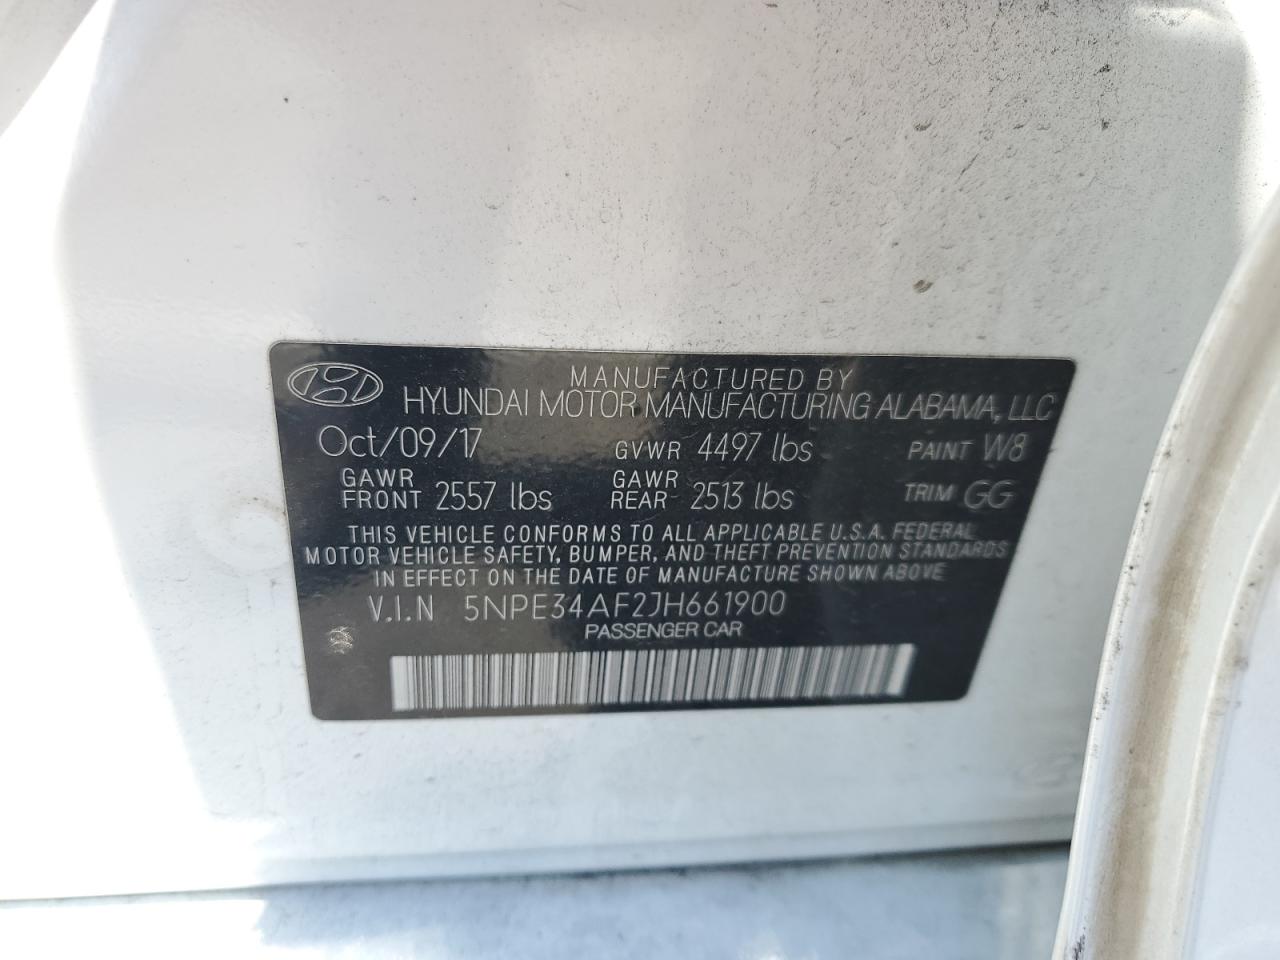 MANUFACTURED BY
HYUNDAI MOTOR MANUFACTURING ALABAMA, LLC
Oct/09/17 GVWR 4497 lbs PAINT W8
GAWR FRONT 2557 lbs GAWR REAR 2513 lbs TRIM GG
THIS VEHICLE CONFORMS TO ALL APPLICABLE U.S.A. FEDERAL
MOTOR VEHICLE SAFETY, BUMPER, AND THEFT PREVENTION STANDARDS
IN EFFECT ON THE DATE OF MANUFACTURE SHOWN ABOVE
V.I.N 5NPE34AF2JH661900
PASSENGER CAR